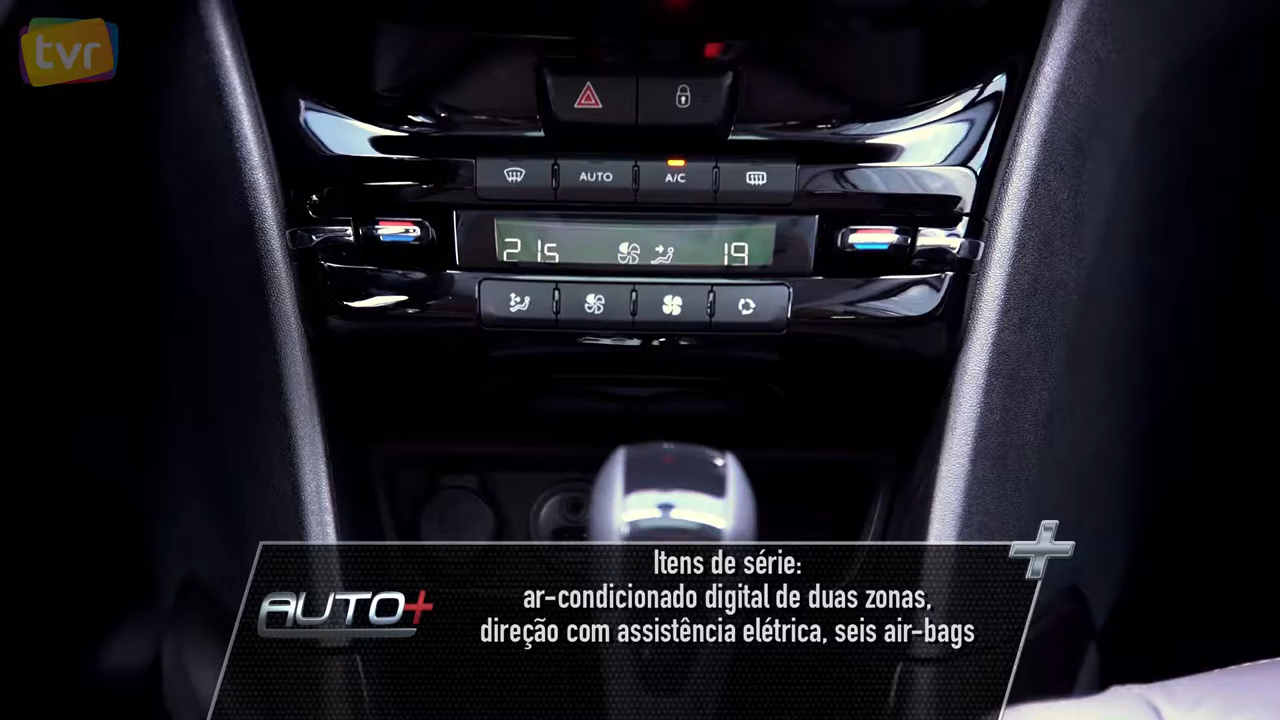 tvr
AUTO
A/C
21.5
19
Itens de série:
ar-condicionado digital de duas zonas,
direção com assistência elétrica, seis air-bags
AUTO+